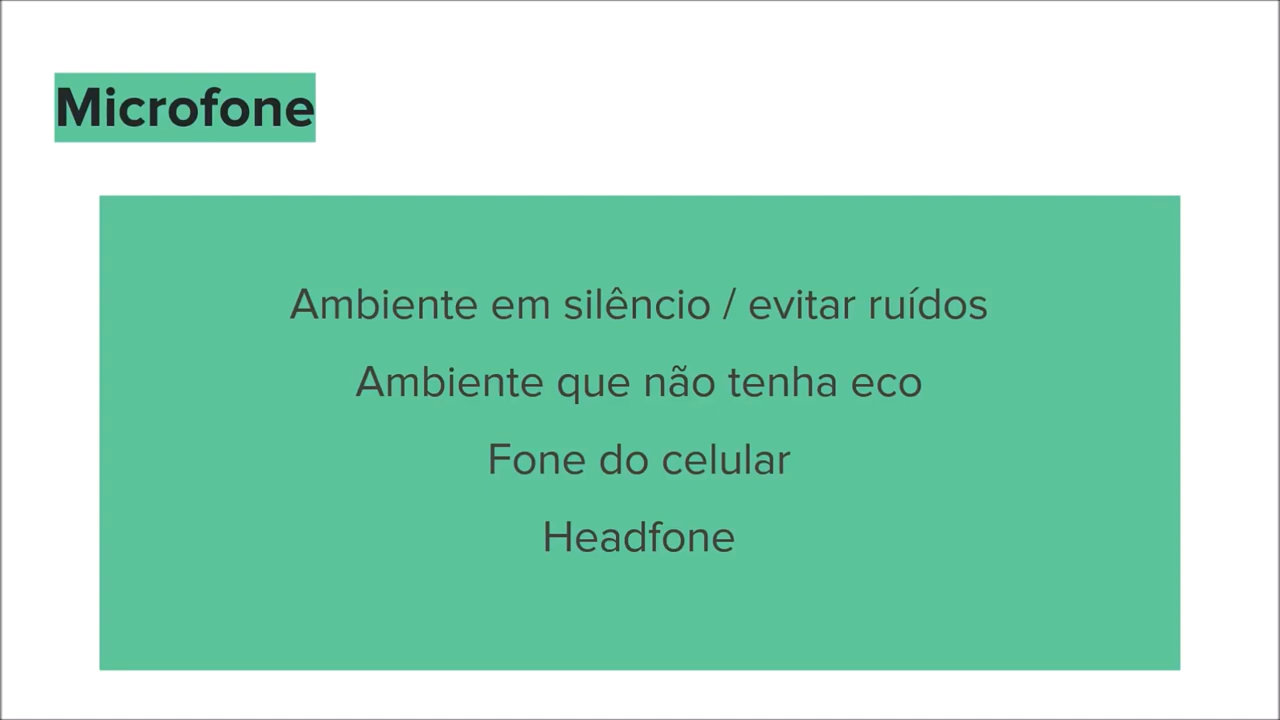 Microfone
Ambiente em silêncio / evitar ruídos
Ambiente que não tenha eco
Fone do celular
Headfone